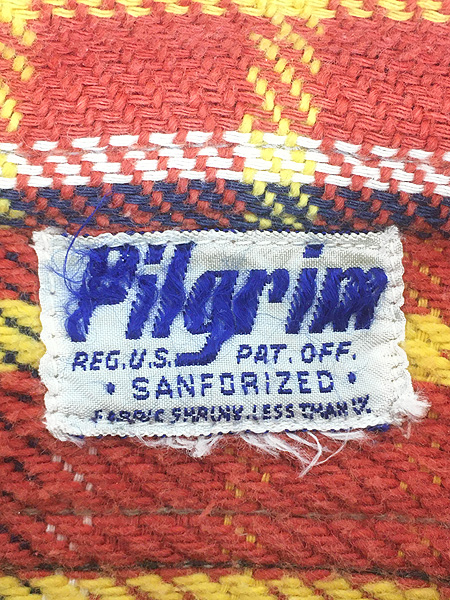 Pilgrim
REG. U.S. PAT. OFF.
· SANFORIZED ·
FABRIC SHRINK. LESS THAN 1%